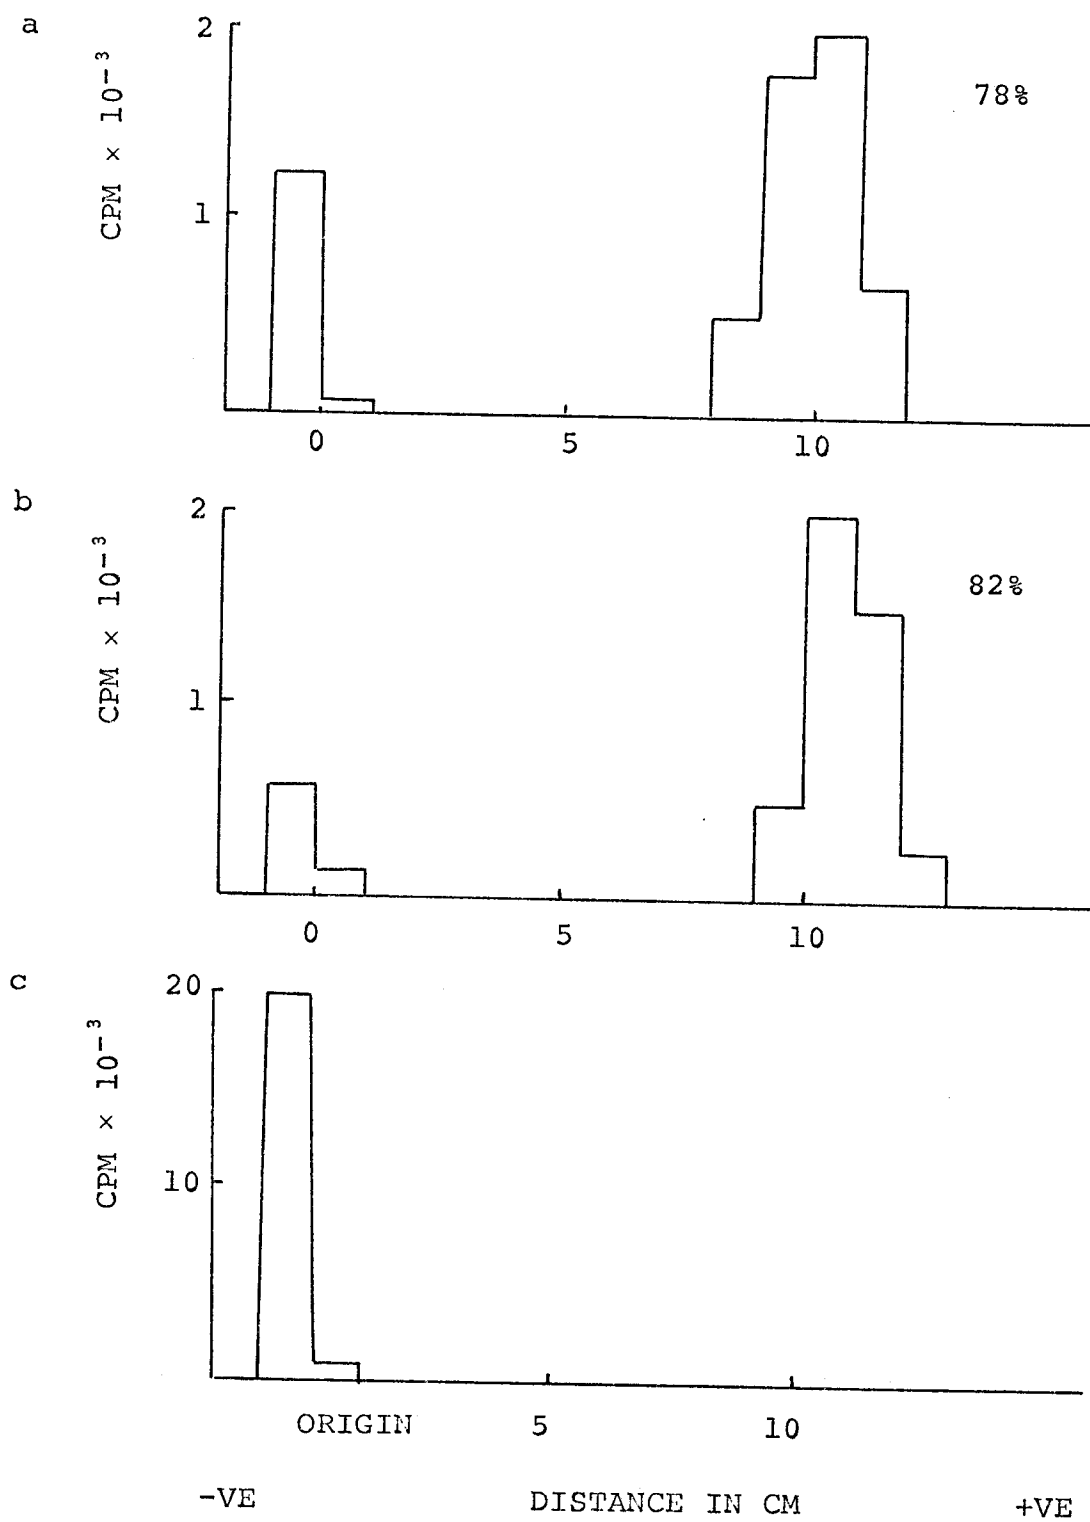 a
2
CPM × 10⁻³
78%
1
0 5 10
b
2
CPM × 10⁻³
82%
1
0 5 10
c
20
CPM × 10⁻³
10
ORIGIN 5 10
-VE DISTANCE IN CM +VE